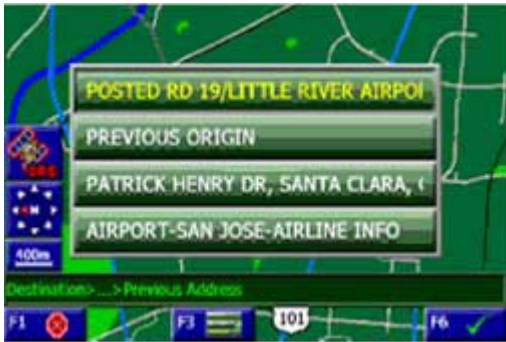 POSTED RD 19/LITTLE RIVER AIRPOI
PREVIOUS ORIGIN
PATRICK HENRY DR, SANTA CLARA, (
AIRPORT-SAN JOSE-AIRLINE INFO
GPS
N
400m
Destination>...>Previous Address
F1 F3 101 F6